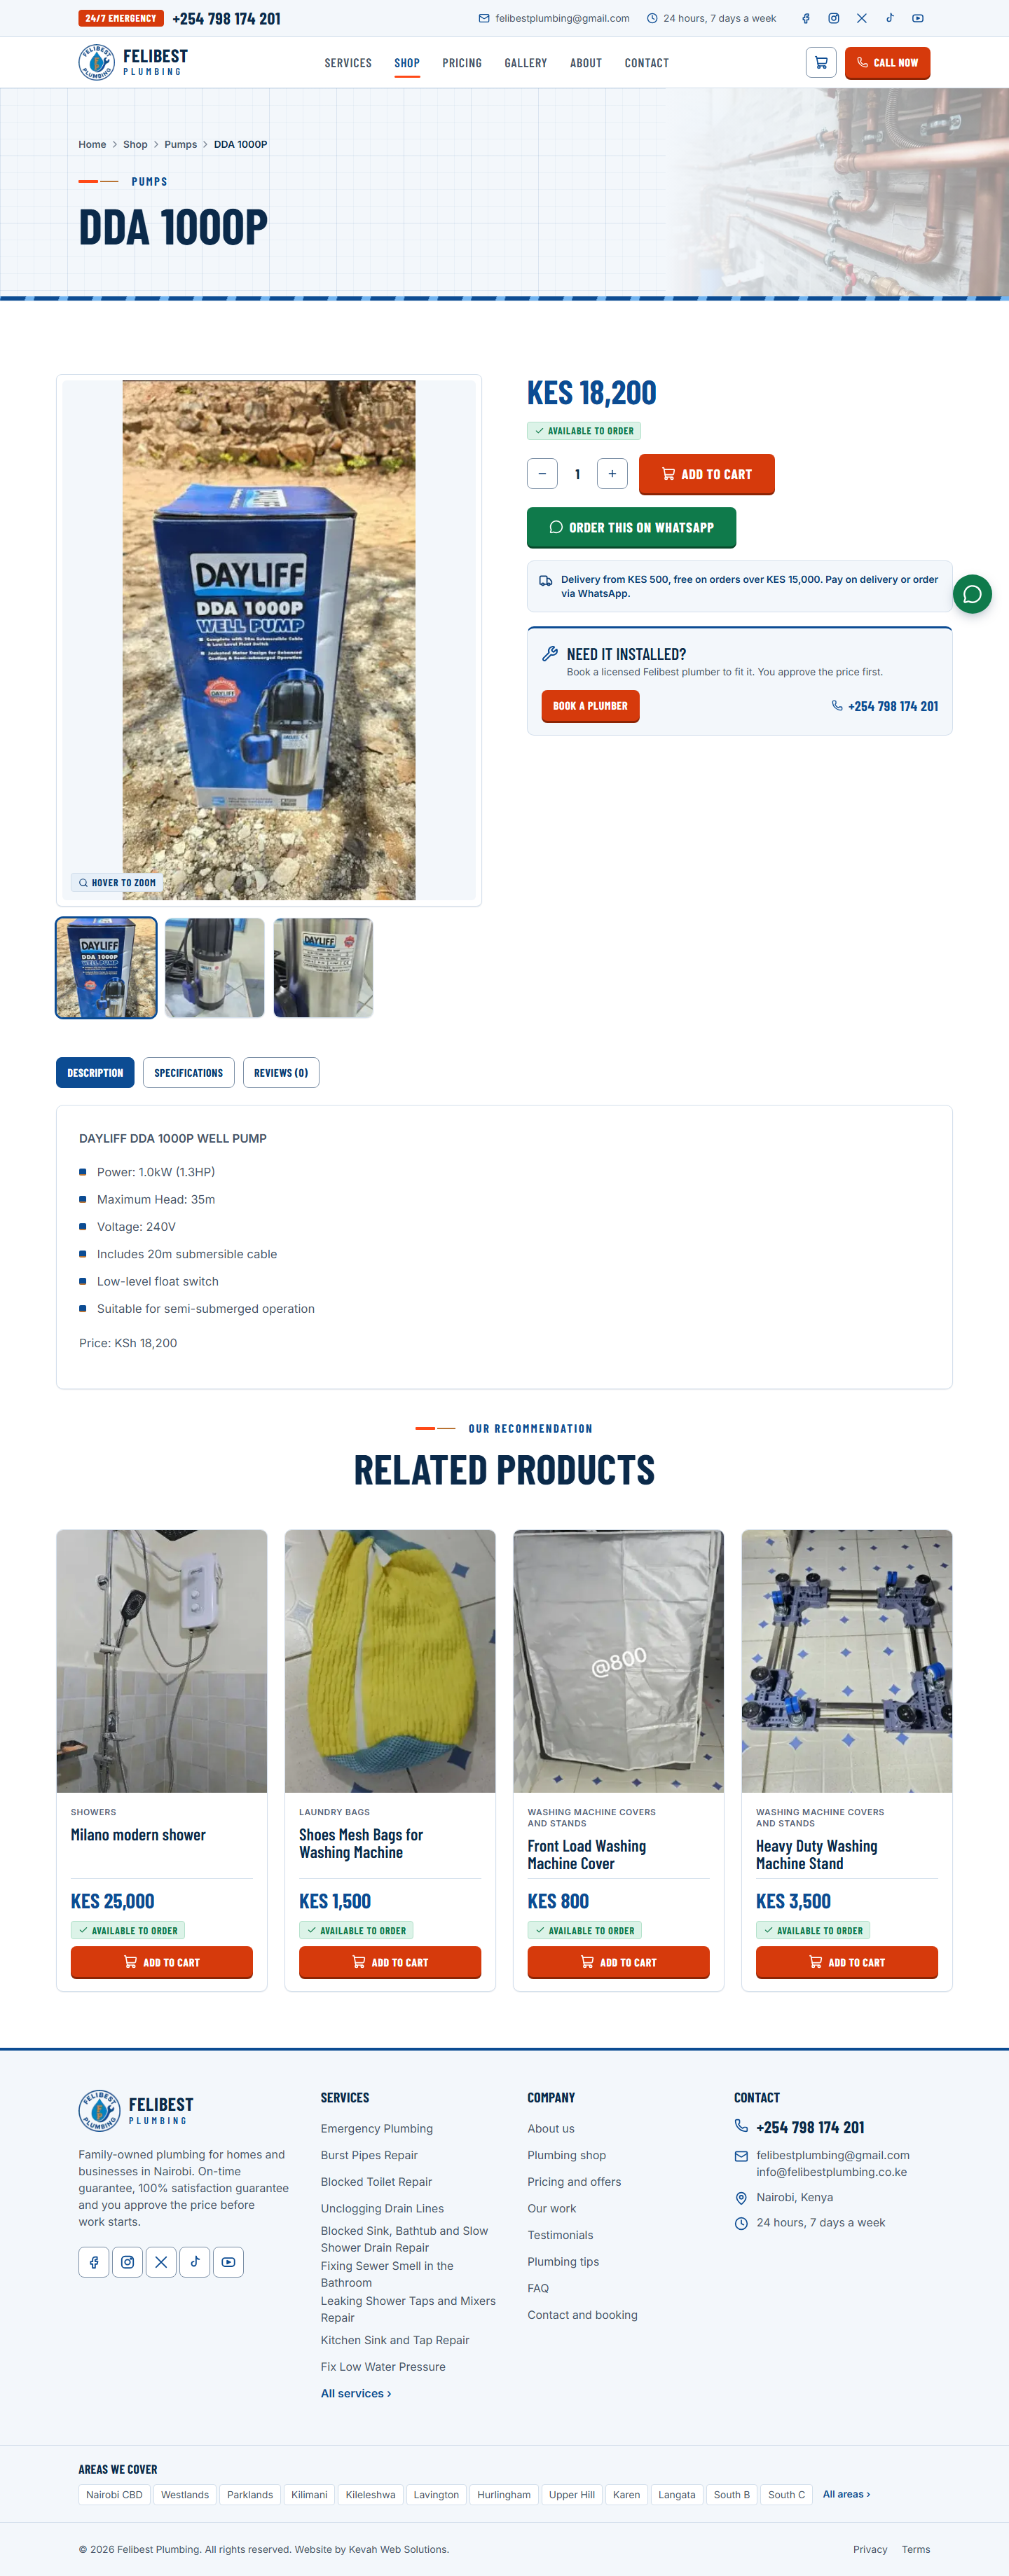 24/7 EMERGENCY
+254 798 174 201
felibestplumbing@gmail.com
24 hours, 7 days a week
FELIBEST
PLUMBING
SERVICES
SHOP
PRICING
GALLERY
ABOUT
CONTACT
CALL NOW
Home > Shop > Pumps > DDA 1000P
PUMPS
DDA 1000P
DAYLIFF
DDA 1000P
WELL PUMP
DAYLIFF
HOVER TO ZOOM
KES 18,200
AVAILABLE TO ORDER
− 1 +
ADD TO CART
ORDER THIS ON WHATSAPP
Delivery from KES 500, free on orders over KES 15,000. Pay on delivery or order
via WhatsApp.
NEED IT INSTALLED?
Book a licensed Felibest plumber to fit it. You approve the price first.
BOOK A PLUMBER
+254 798 174 201
DAYLIFF
DDA 1000P
WELL PUMP
DAYLIFF
DESCRIPTION
SPECIFICATIONS
REVIEWS (0)
DAYLIFF DDA 1000P WELL PUMP
Power: 1.0kW (1.3HP)
Maximum Head: 35m
Voltage: 240V
Includes 20m submersible cable
Low-level float switch
Suitable for semi-submerged operation
Price: KSh 18,200
OUR RECOMMENDATION
RELATED PRODUCTS
SHOWERS
Milano modern shower
KES 25,000
AVAILABLE TO ORDER
ADD TO CART
LAUNDRY BAGS
Shoes Mesh Bags for
Washing Machine
KES 1,500
AVAILABLE TO ORDER
ADD TO CART
@800
WASHING MACHINE COVERS
AND STANDS
Front Load Washing
Machine Cover
KES 800
AVAILABLE TO ORDER
ADD TO CART
WASHING MACHINE COVERS
AND STANDS
Heavy Duty Washing
Machine Stand
KES 3,500
AVAILABLE TO ORDER
ADD TO CART
FELIBEST
PLUMBING
Family-owned plumbing for homes and
businesses in Nairobi. On-time
guarantee, 100% satisfaction guarantee
and you approve the price before
work starts.
SERVICES
Emergency Plumbing
Burst Pipes Repair
Blocked Toilet Repair
Unclogging Drain Lines
Blocked Sink, Bathtub and Slow
Shower Drain Repair
Fixing Sewer Smell in the
Bathroom
Leaking Shower Taps and Mixers
Repair
Kitchen Sink and Tap Repair
Fix Low Water Pressure
All services ›
COMPANY
About us
Plumbing shop
Pricing and offers
Our work
Testimonials
Plumbing tips
FAQ
Contact and booking
CONTACT
+254 798 174 201
felibestplumbing@gmail.com
info@felibestplumbing.co.ke
Nairobi, Kenya
24 hours, 7 days a week
AREAS WE COVER
Nairobi CBD
Westlands
Parklands
Kilimani
Kileleshwa
Lavington
Hurlingham
Upper Hill
Karen
Langata
South B
South C
All areas ›
© 2026 Felibest Plumbing. All rights reserved. Website by Kevah Web Solutions.
Privacy
Terms